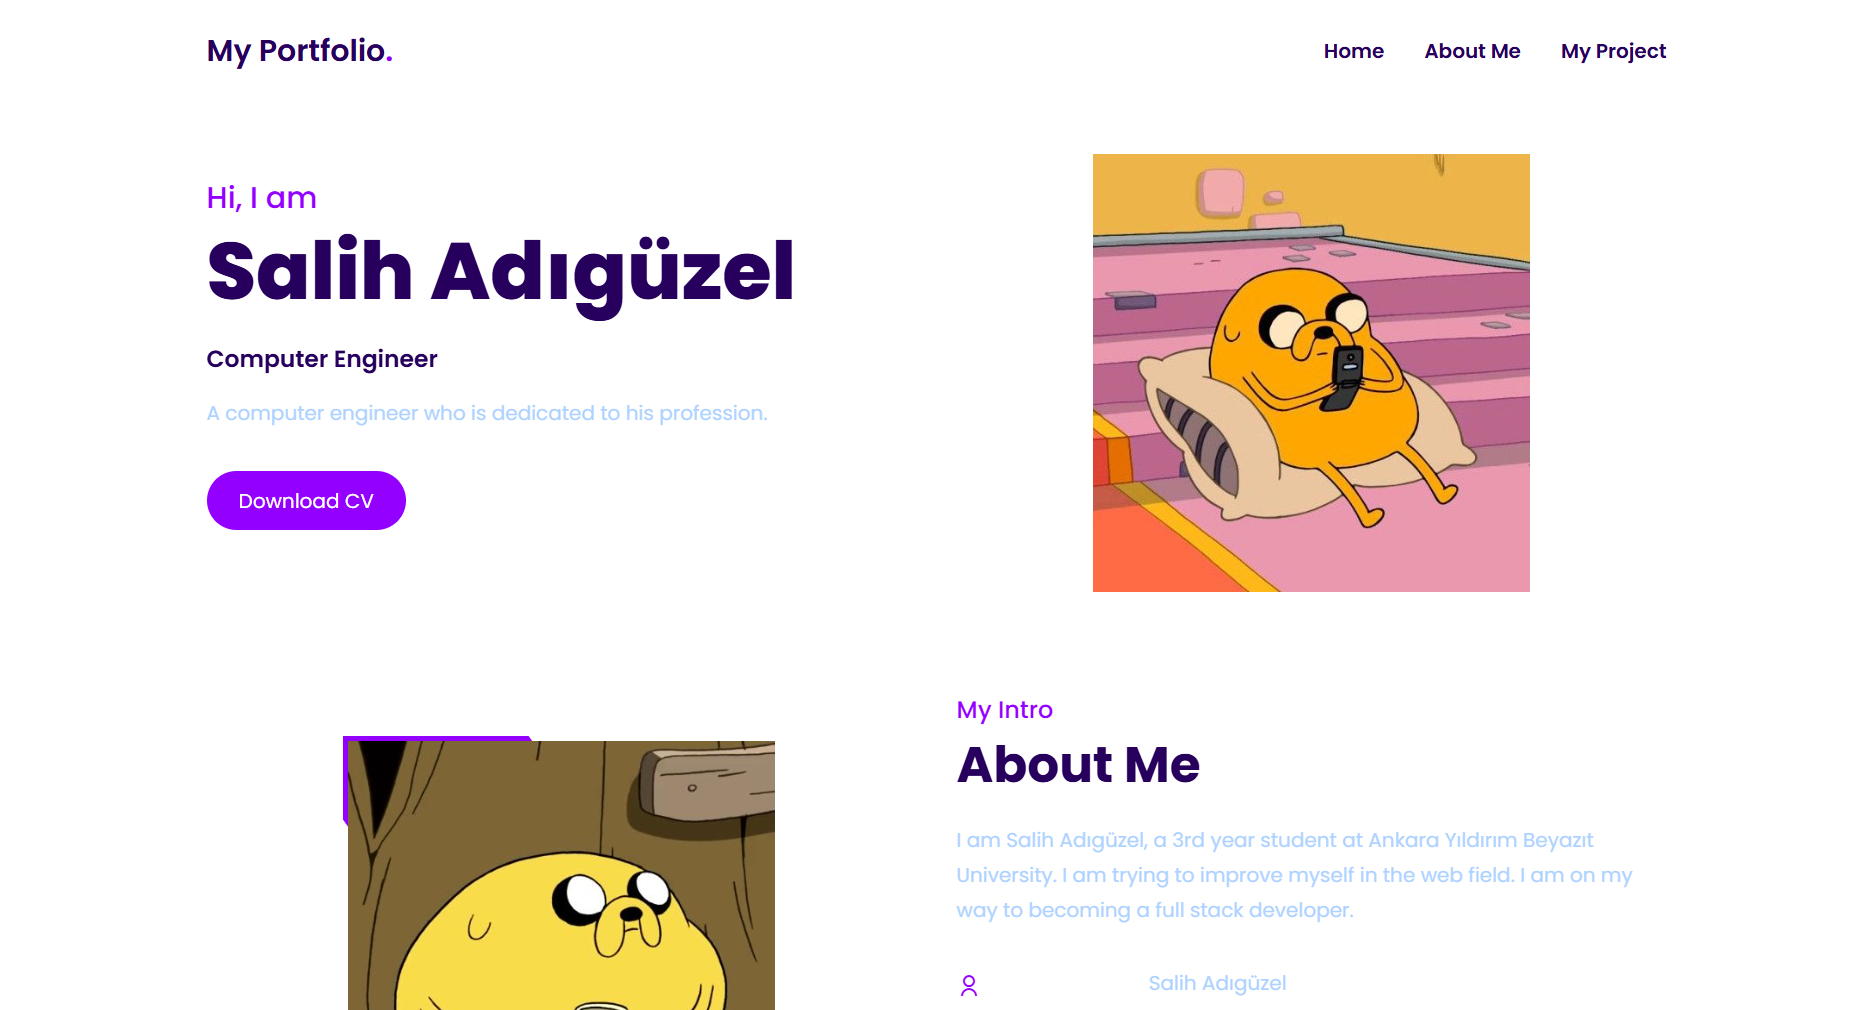 My Portfolio.
Home
About Me
My Project
Hi, I am
Salih Adıgüzel
Computer Engineer
A computer engineer who is dedicated to his profession.
Download CV
My Intro
About Me
I am Salih Adıgüzel, a 3rd year student at Ankara Yıldırım Beyazıt
University. I am trying to improve myself in the web field. I am on my
way to becoming a full stack developer.
Salih Adıgüzel